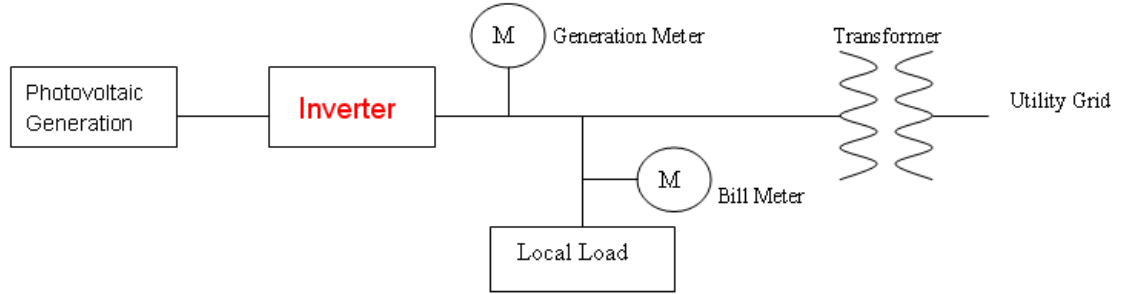 M
Generation Meter
Transformer
Photovoltaic
Generation
Inverter
Utility Grid
M
Bill Meter
Local Load